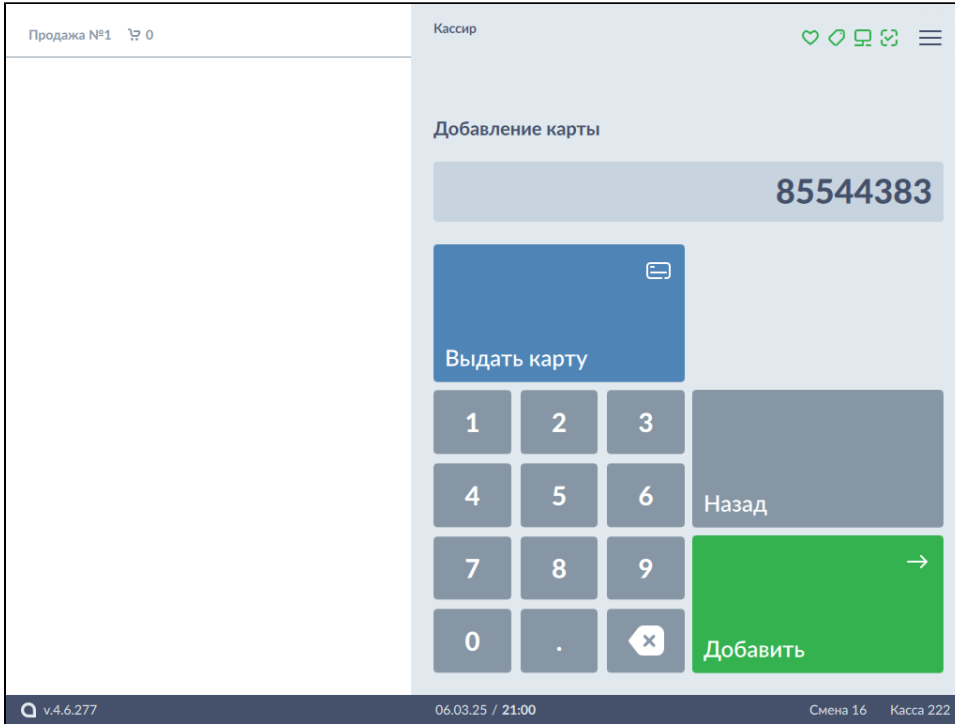 Продажа №1 0
Кассир
Добавление карты
85544383
Выдать карту
1 2 3
4 5 6
Назад
7 8 9
0 .
Добавить
v.4.6.277
06.03.25 / 21:00
Смена 16 Касса 222